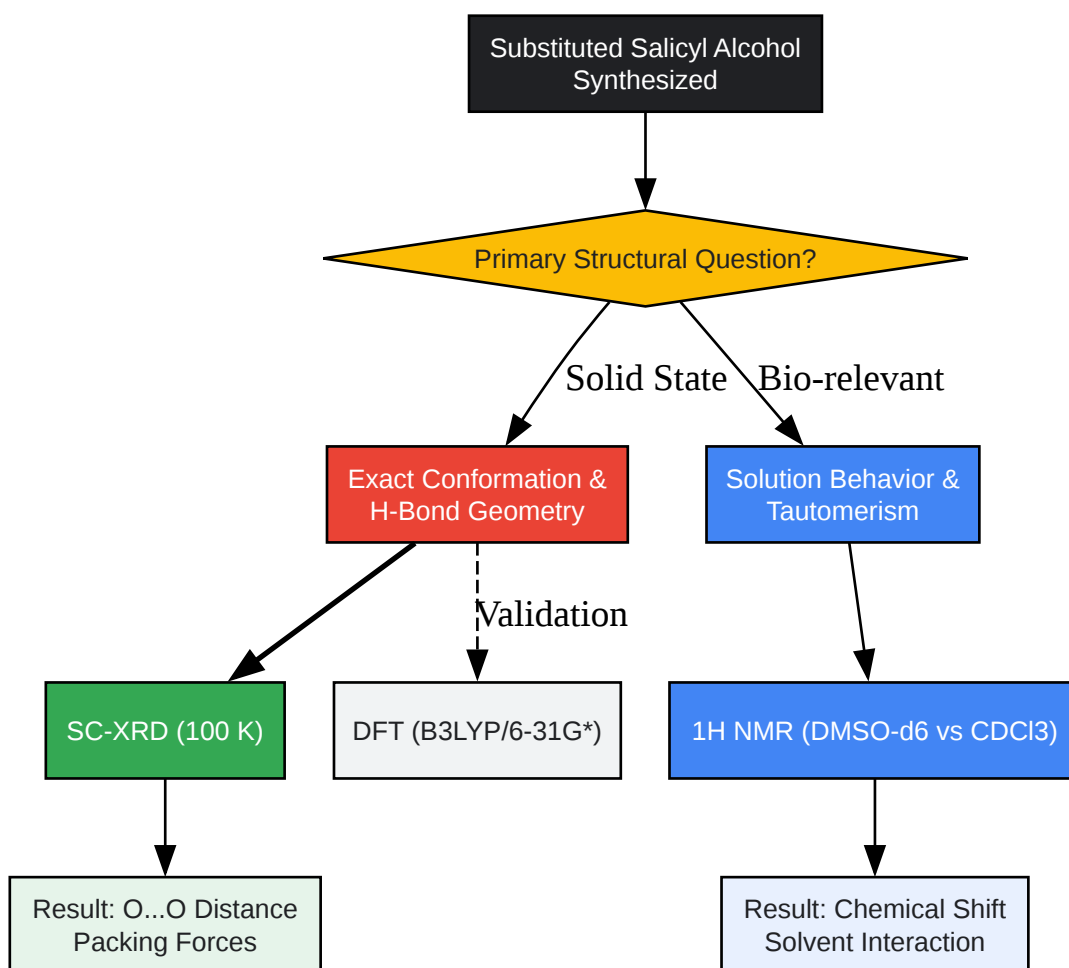 Substituted Salicyl Alcohol
Synthesized
Primary Structural Question?
Solid State
Bio-relevant
Exact Conformation &
H-Bond Geometry
Solution Behavior &
Tautomerism
Validation
SC-XRD (100 K)
DFT (B3LYP/6-31G*)
1H NMR (DMSO-d6 vs CDCl3)
Result: O...O Distance
Packing Forces
Result: Chemical Shift
Solvent Interaction